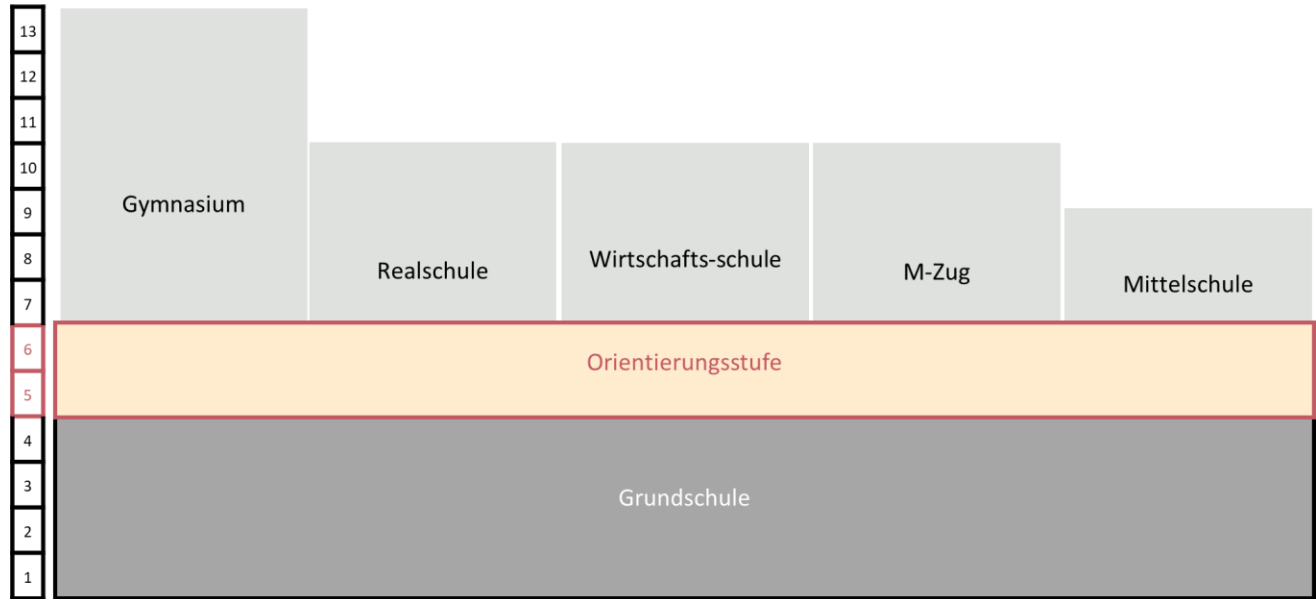 13
12
11
10
9
8
7
6
5
4
3
2
1
Gymnasium
Realschule
Wirtschafts-schule
M-Zug
Mittelschule
Orientierungsstufe
Grundschule